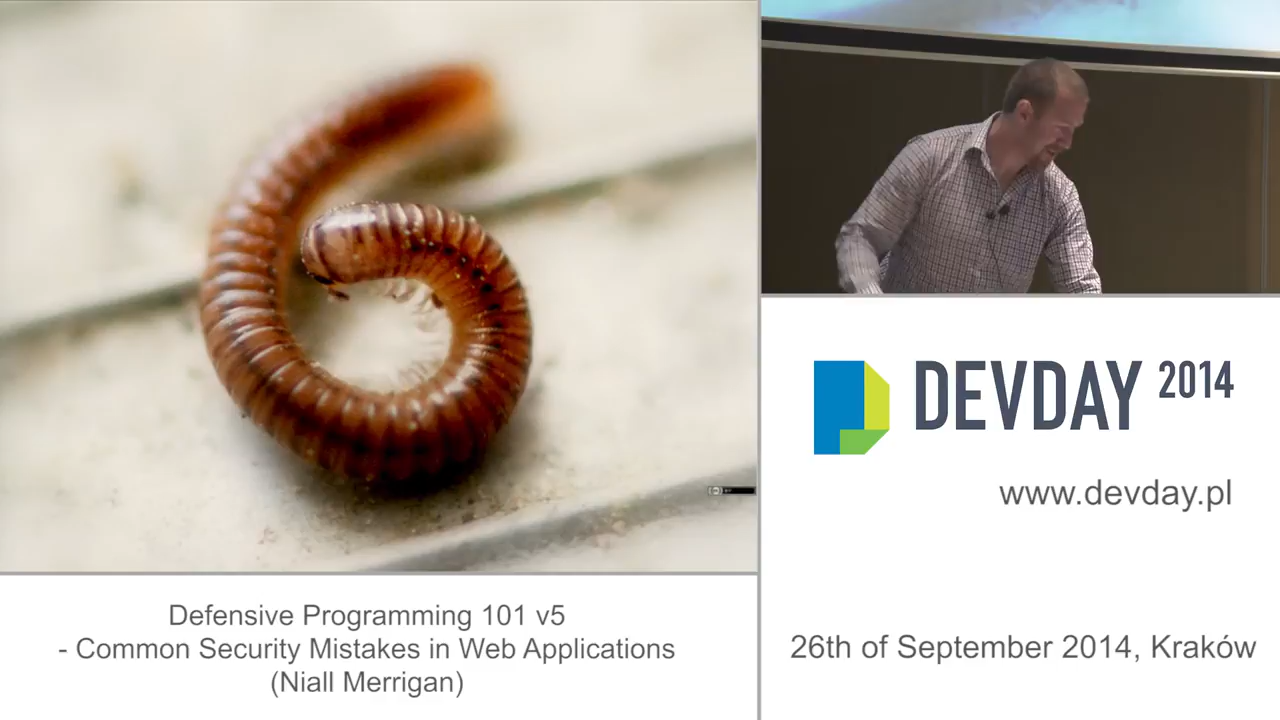 Defensive Programming 101 v5
- Common Security Mistakes in Web Applications
(Niall Merrigan)
DEVDAY 2014
www.devday.pl
26th of September 2014, Kraków